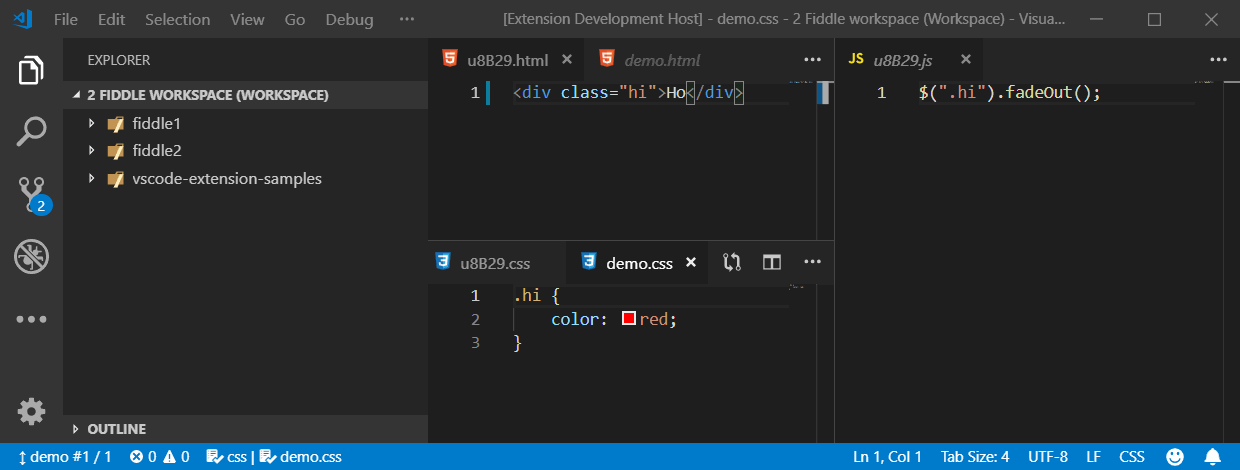 File Edit Selection View Go Debug ··· [Extension Development Host] - demo.css - 2 Fiddle workspace (Workspace) - Visua...
EXPLORER
2 FIDDLE WORKSPACE (WORKSPACE)
fiddle1
fiddle2
vscode-extension-samples
2
OUTLINE
u8B29.html demo.html
1 <div class="hi">Ho</div>
u8B29.css demo.css
1 .hi {
2 color: red;
3 }
JS u8B29.js
1 $(".hi").fadeOut();
demo #1 / 1 0 0 css | demo.css Ln 1, Col 1 Tab Size: 4 UTF-8 LF CSS